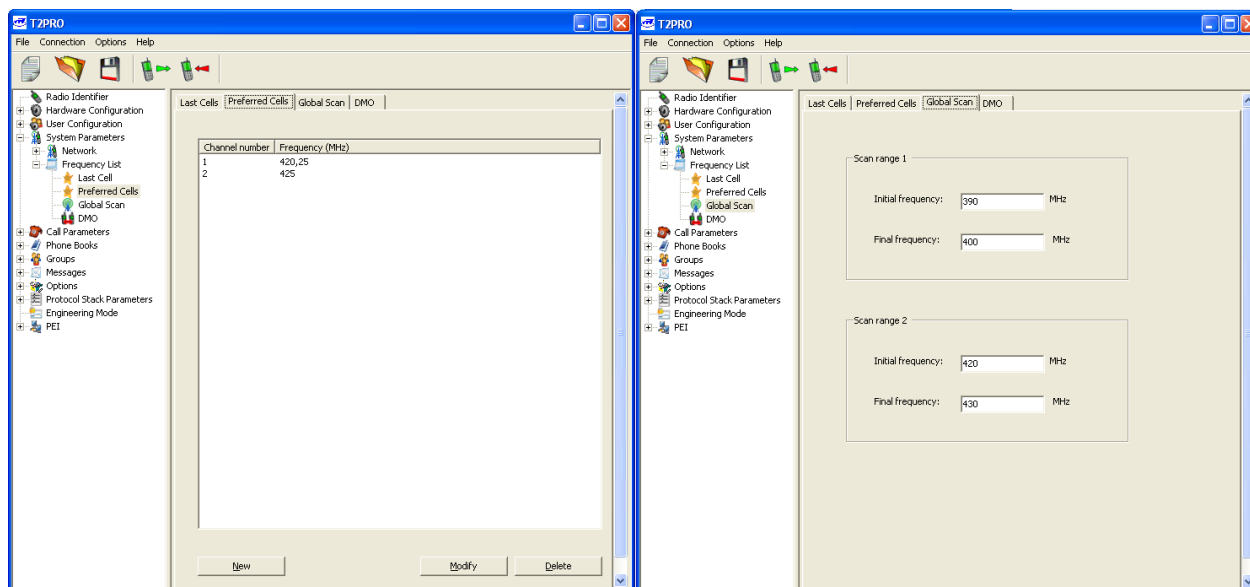 T2PRO
File Connection Options Help
Radio Identifier
Hardware Configuration
User Configuration
System Parameters
Network
Frequency List
Last Cell
Preferred Cells
Global Scan
DMO
Call Parameters
Phone Books
Groups
Messages
Options
Protocol Stack Parameters
Engineering Mode
PEI
Last Cells Preferred Cells Global Scan DMO
Channel number Frequency (MHz)
1 420,25
2 425
New Modify Delete
T2PRO
File Connection Options Help
Radio Identifier
Hardware Configuration
User Configuration
System Parameters
Network
Frequency List
Last Cell
Preferred Cells
Global Scan
DMO
Call Parameters
Phone Books
Groups
Messages
Options
Protocol Stack Parameters
Engineering Mode
PEI
Last Cells Preferred Cells Global Scan DMO
Scan range 1
Initial frequency: 390 MHz
Final frequency: 400 MHz
Scan range 2
Initial frequency: 420 MHz
Final frequency: 430 MHz